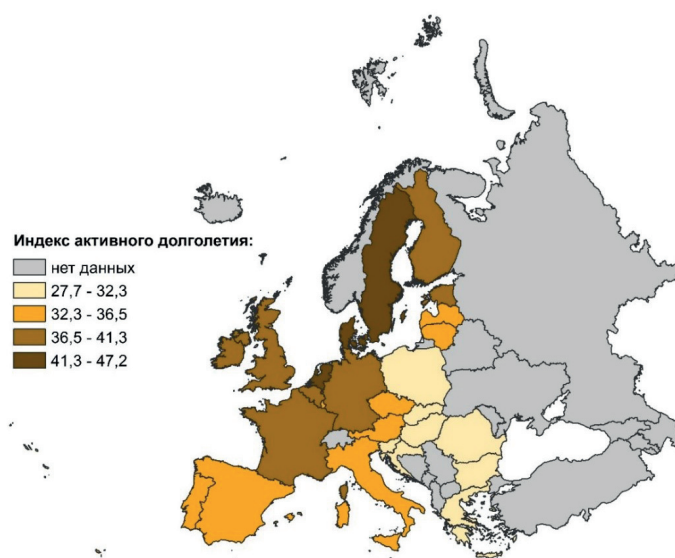 Индекс активного долголетия:
нет данных
27,7 - 32,3
32,3 - 36,5
36,5 - 41,3
41,3 - 47,2